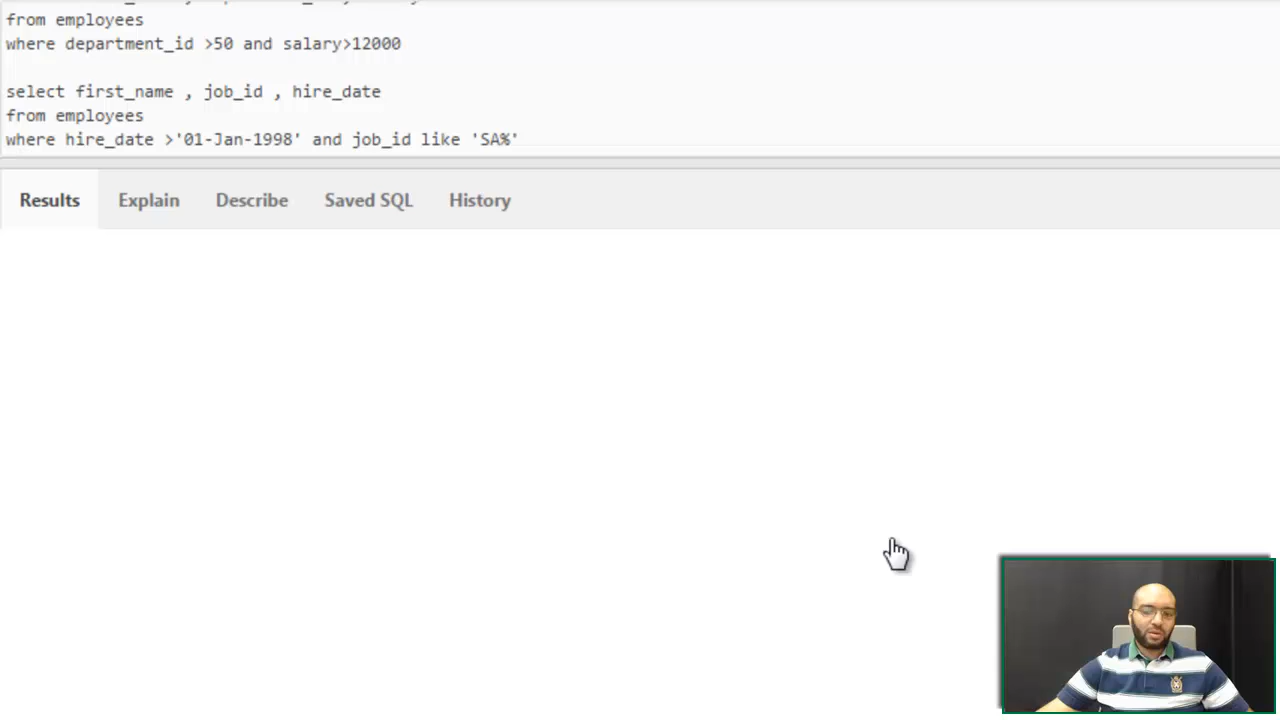 from employees
where department_id >50 and salary>12000
select first_name , job_id , hire_date
from employees
where hire_date >'01-Jan-1998' and job_id like 'SA%'
Results Explain Describe Saved SQL History